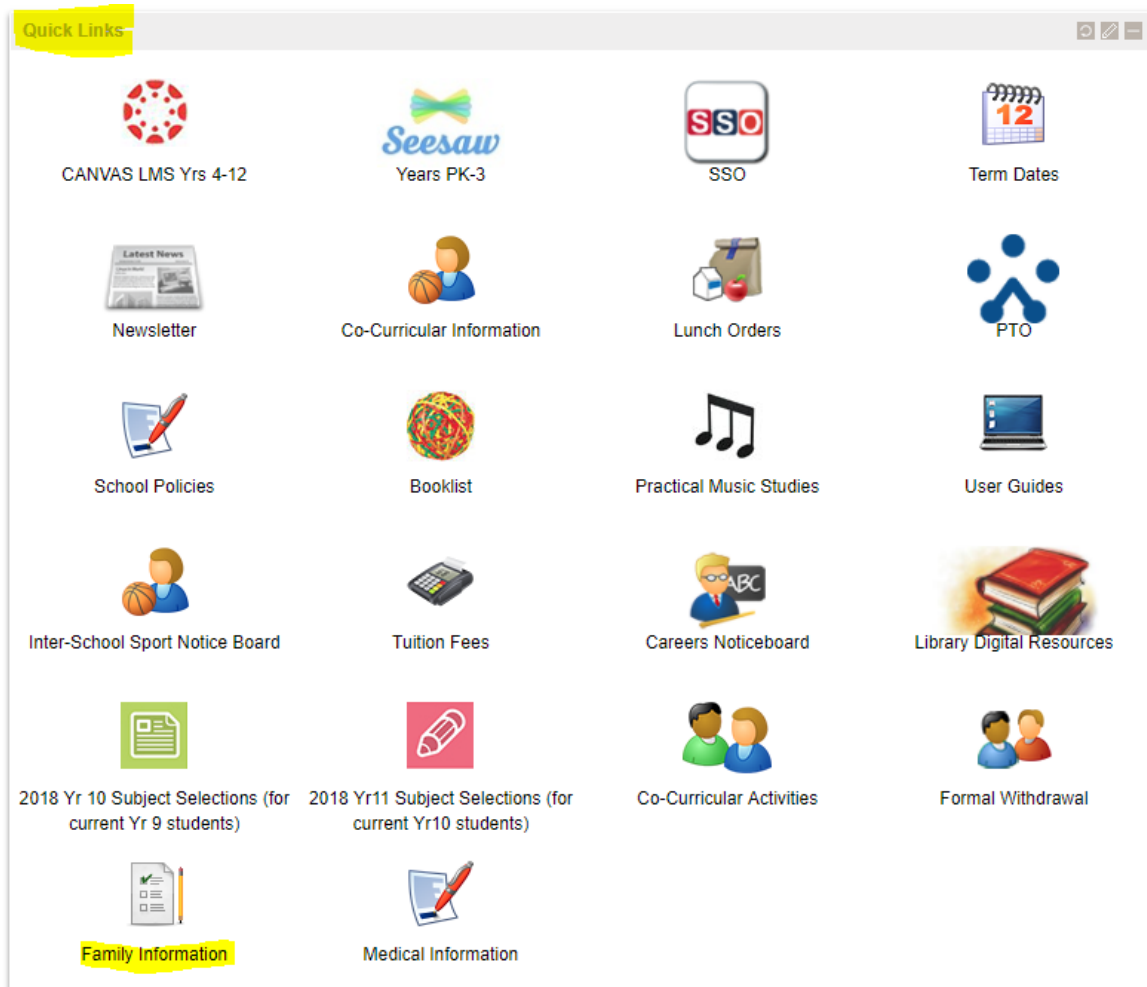 Quick Links
Seesaw
SSO
12
CANVAS LMS Yrs 4-12
Years PK-3
SSO
Term Dates
Latest News
Newsletter
Co-Curricular Information
Lunch Orders
PTO
School Policies
Booklist
Practical Music Studies
User Guides
ABC
Inter-School Sport Notice Board
Tuition Fees
Careers Noticeboard
Library Digital Resources
2018 Yr 10 Subject Selections (for
current Yr 9 students)
2018 Yr11 Subject Selections (for
current Yr10 students)
Co-Curricular Activities
Formal Withdrawal
Family Information
Medical Information